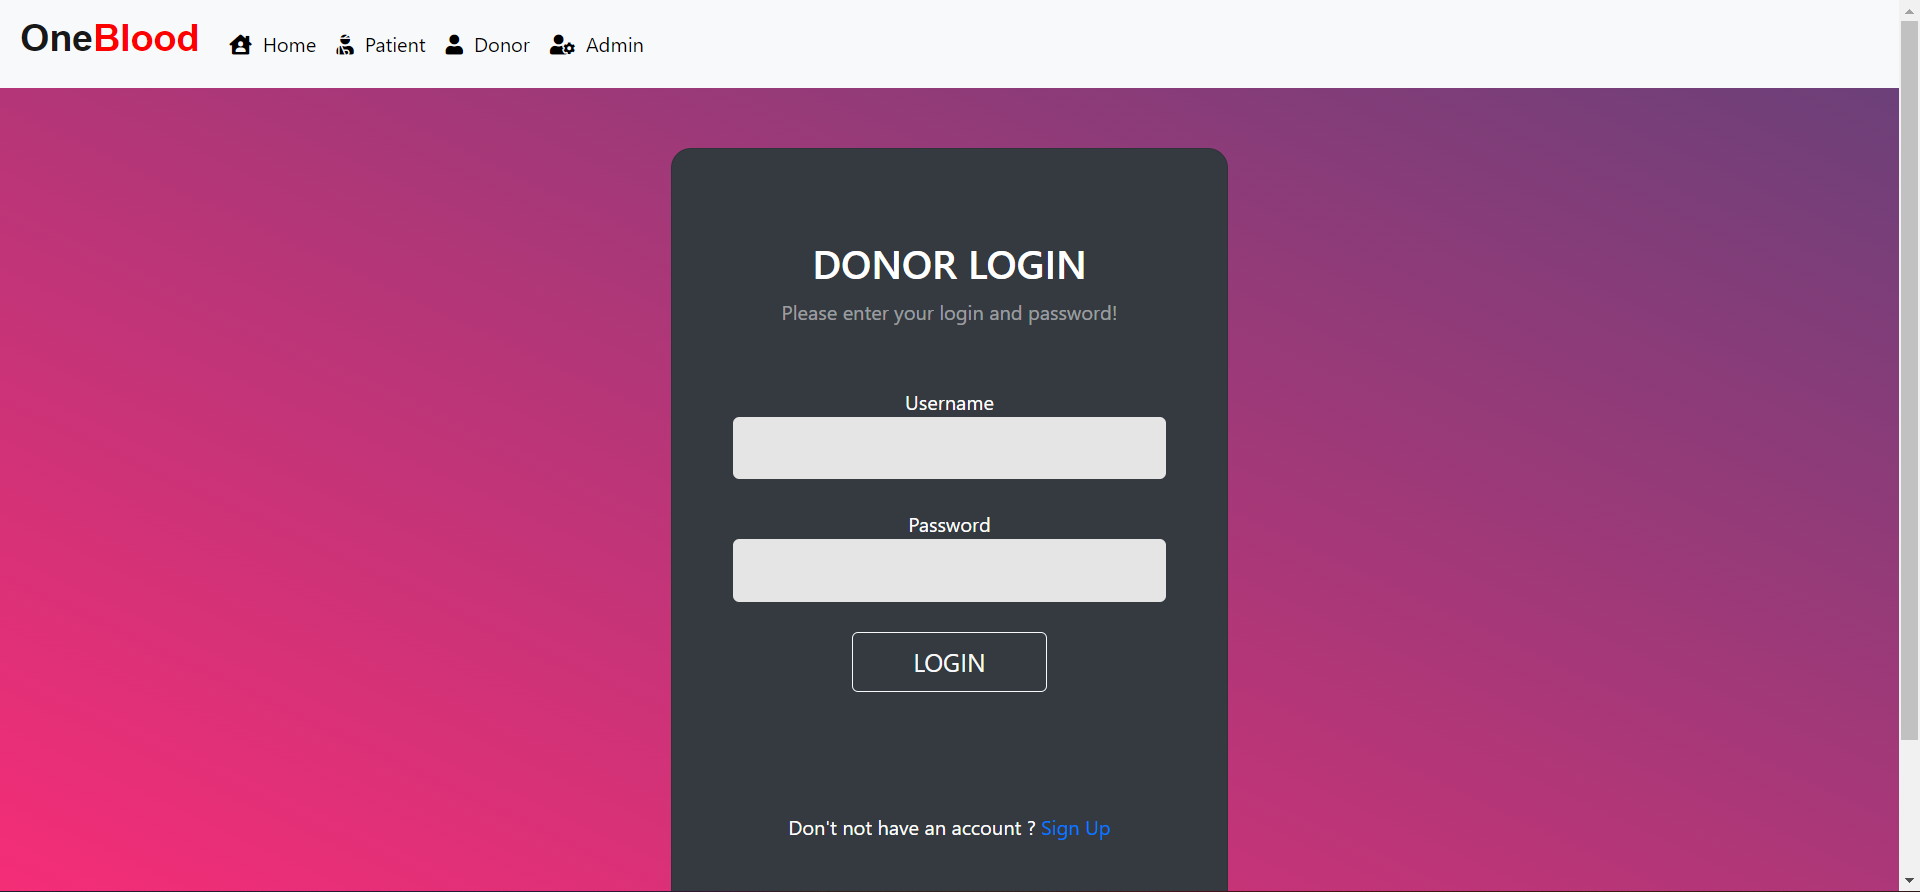 OneBlood Home Patient Donor Admin
DONOR LOGIN
Please enter your login and password!
Username
Password
LOGIN
Don't not have an account ? Sign Up